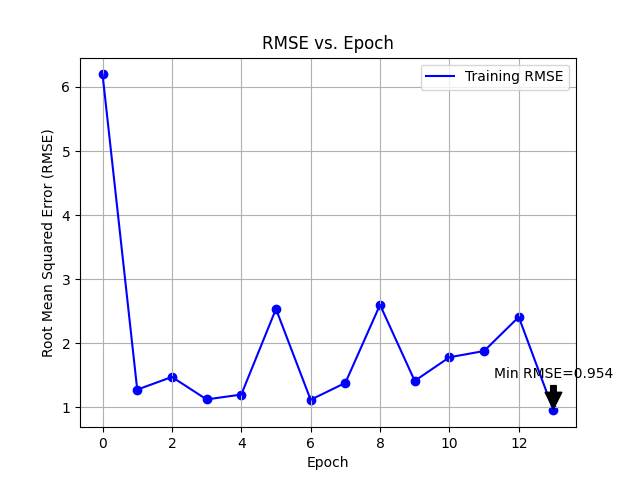 RMSE vs. Epoch
Training RMSE
Root Mean Squared Error (RMSE)
6
5
4
3
2
1
Min RMSE=0.954
0 2 4 6 8 10 12
Epoch